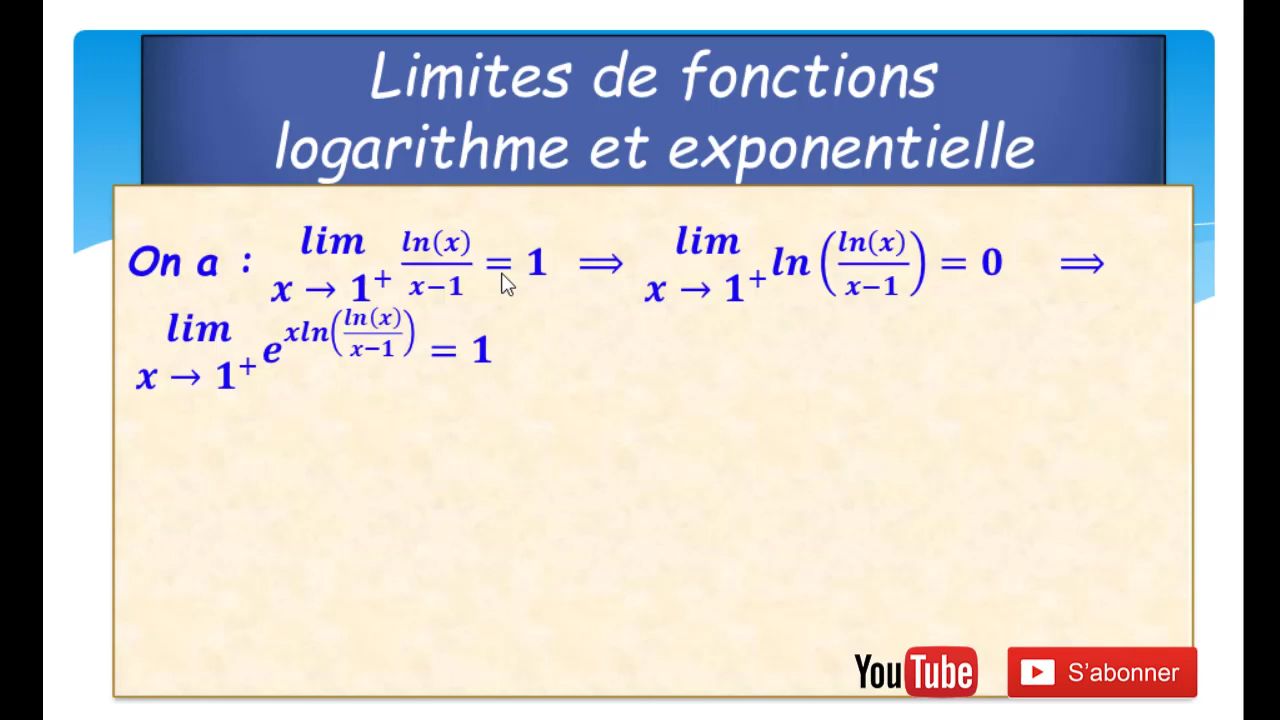 Limites de fonctions
logarithme et exponentielle
On a : lim x → 1⁺ ln(x)/(x−1) = 1 ⟹ lim x → 1⁺ ln(ln(x)/(x−1)) = 0 ⟹
lim x → 1⁺ e^(xln(ln(x)/(x−1))) = 1
YouTube S'abonner